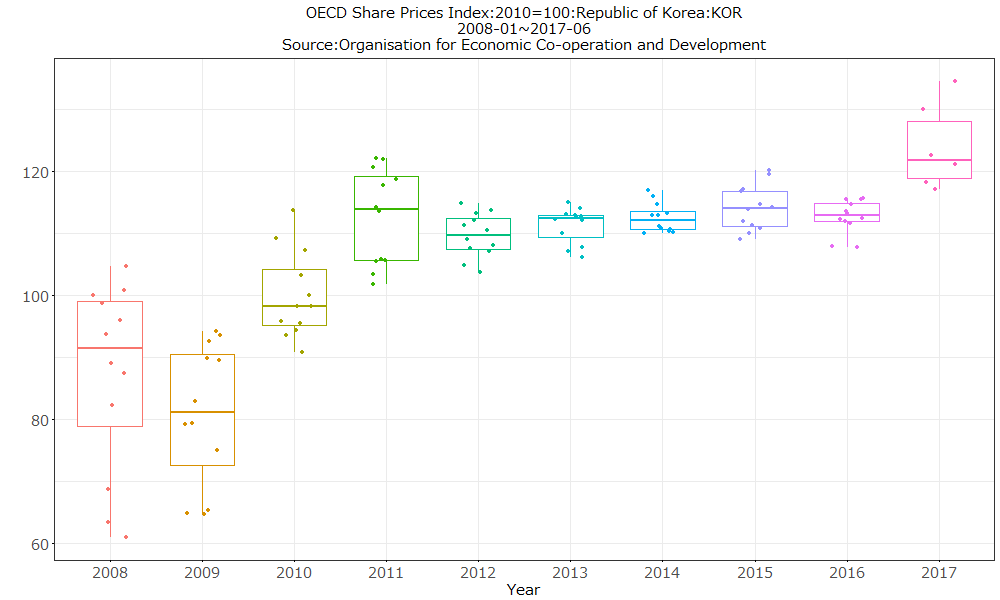 OECD Share Prices Index:2010=100:Republic of Korea:KOR
2008-01~2017-06
Source:Organisation for Economic Co-operation and Development
120
100
80
60
2008 2009 2010 2011 2012 2013 2014 2015 2016 2017
Year